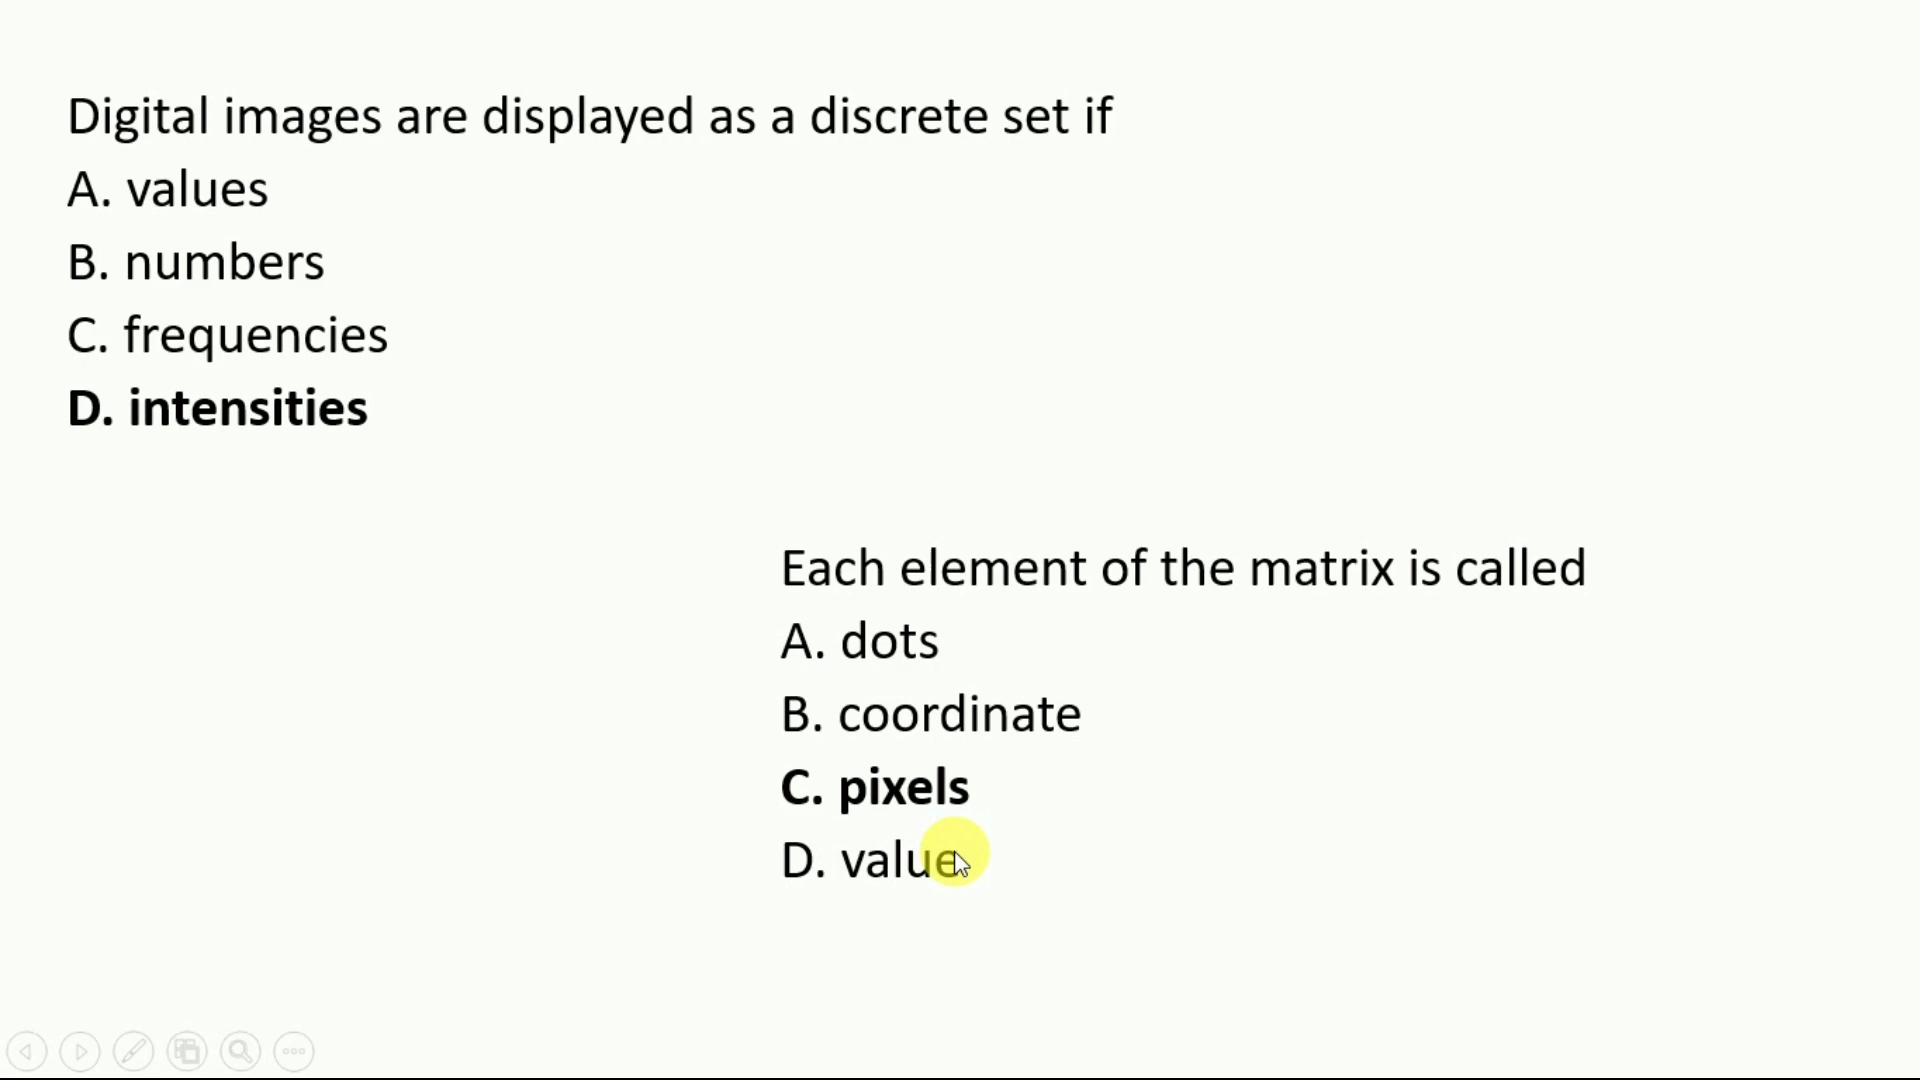 Digital images are displayed as a discrete set if
A. values
B. numbers
C. frequencies
D. intensities
Each element of the matrix is called
A. dots
B. coordinate
C. pixels
D. value